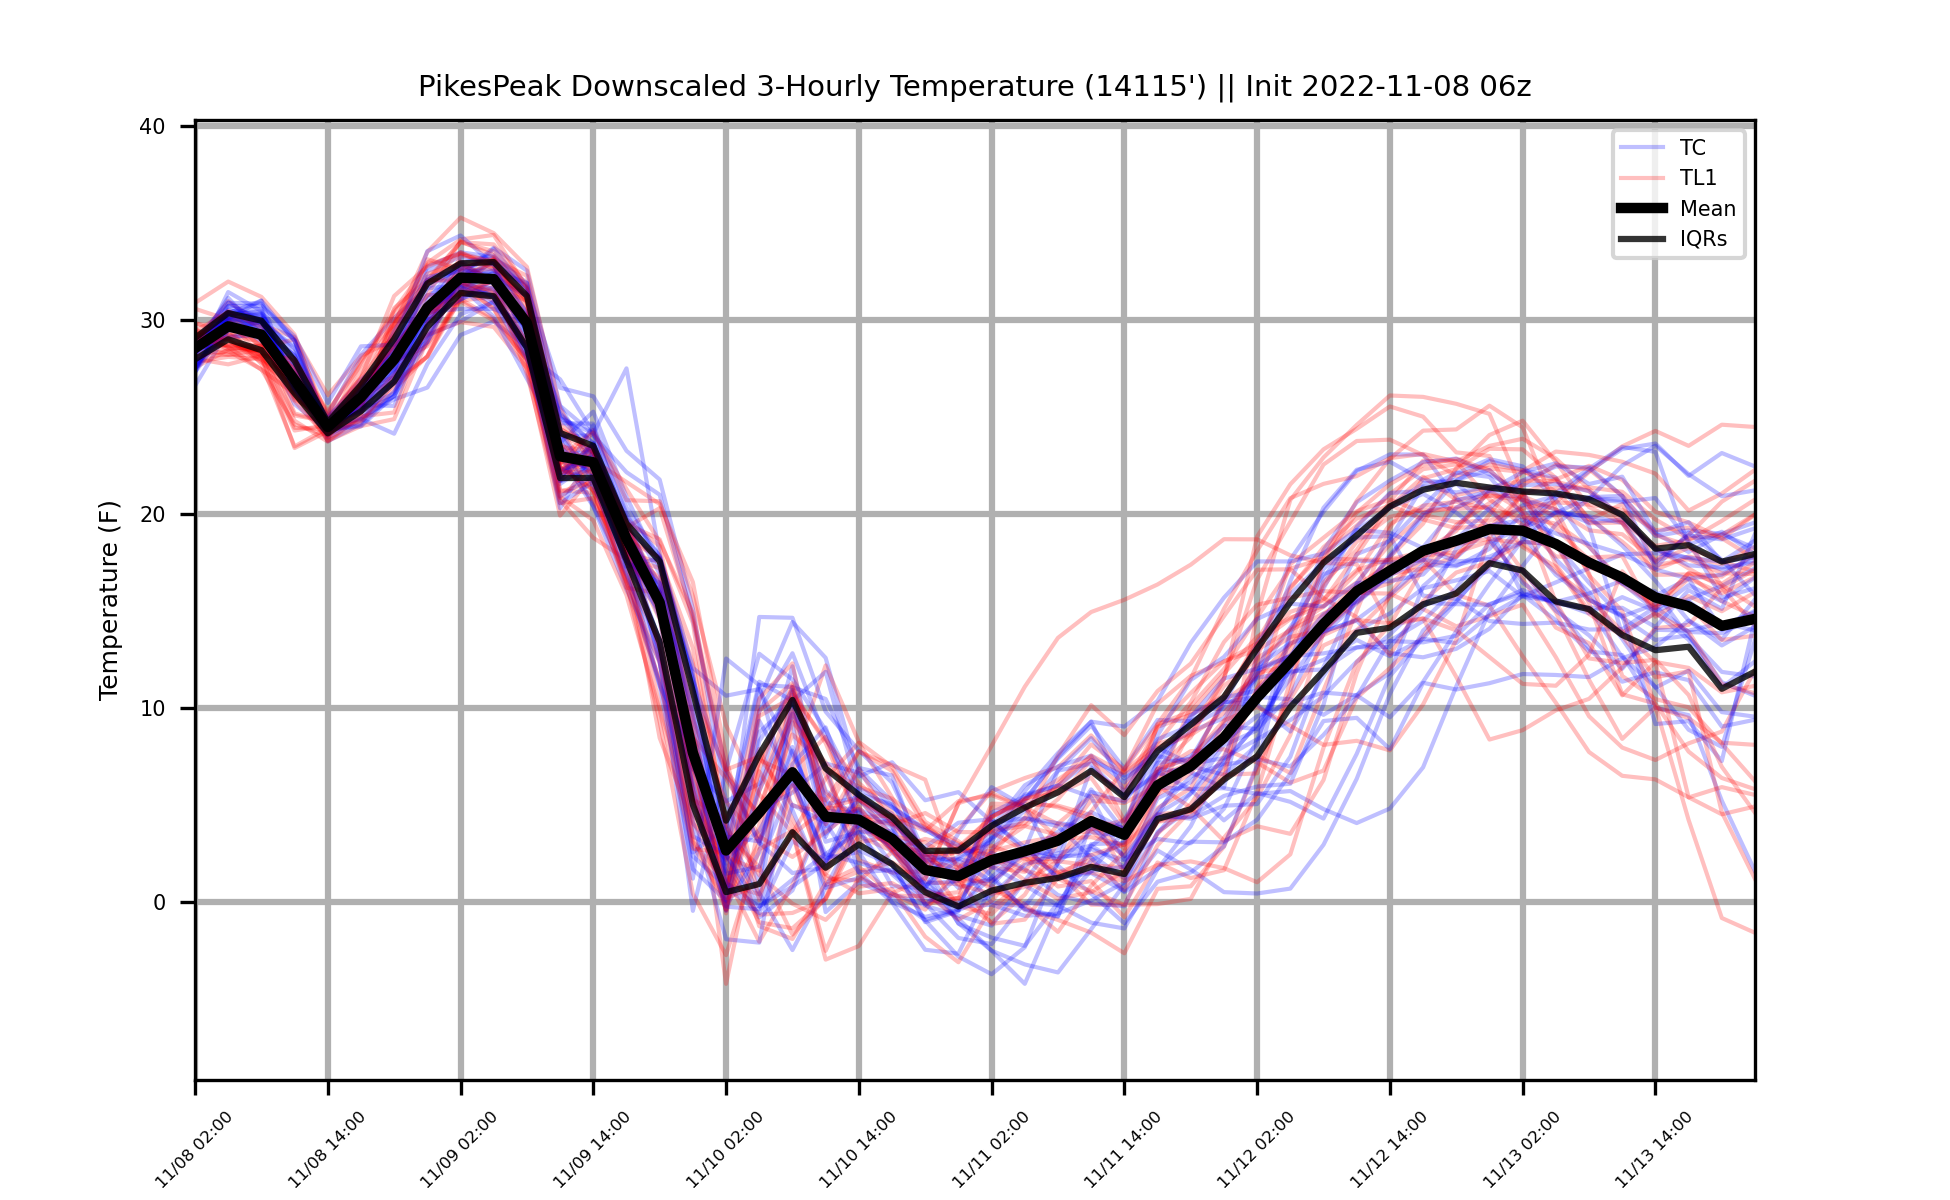 PikesPeak Downscaled 3-Hourly Temperature (14115') || Init 2022-11-08 06z
TC
TL1
Mean
IQRs
Temperature (F)
40
30
20
10
0
11/08 02:00
11/08 14:00
11/09 02:00
11/09 14:00
11/10 02:00
11/10 14:00
11/11 02:00
11/11 14:00
11/12 02:00
11/12 14:00
11/13 02:00
11/13 14:00